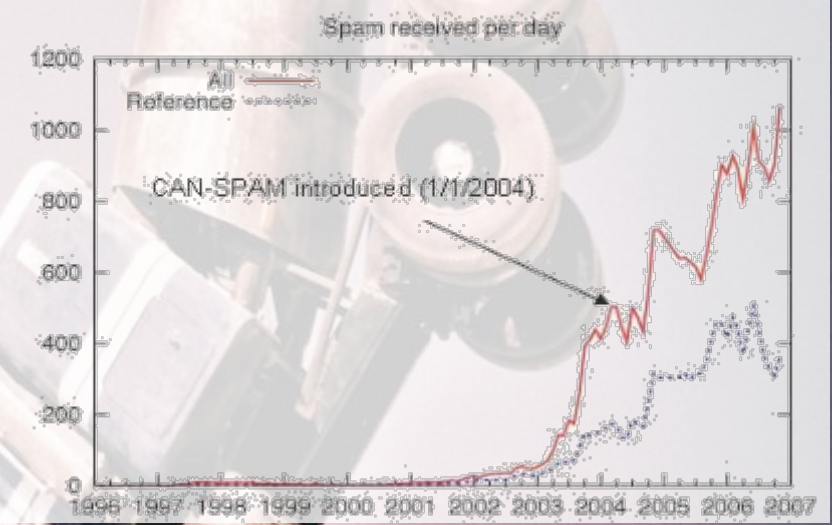 Spam received per day
1200
All
Reference
1000
CAN-SPAM introduced (1/1/2004)
800
600
400
200
0
1996 1997 1998 1999 2000 2001 2002 2003 2004 2005 2006 2007